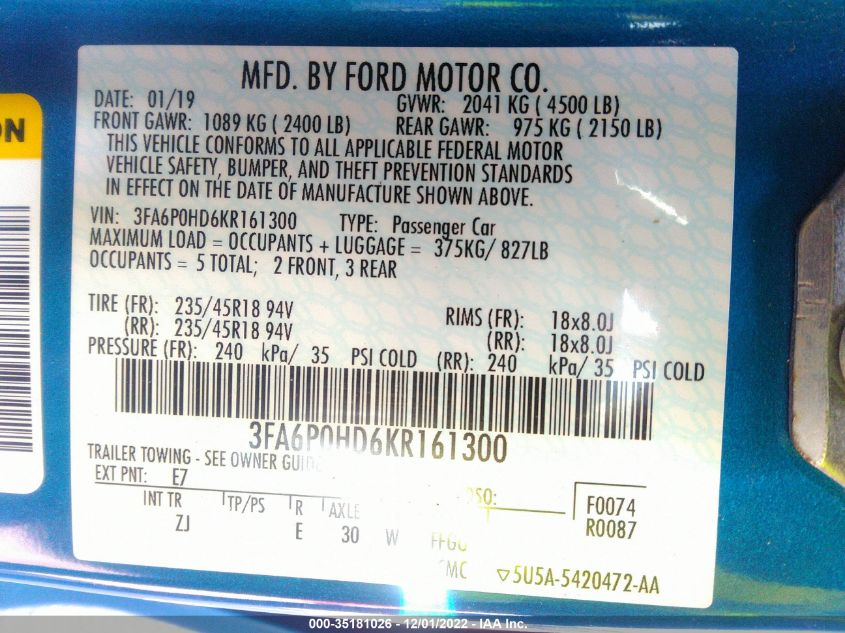 MFD. BY FORD MOTOR CO.
DATE: 01/19 GVWR: 2041 KG ( 4500 LB)
FRONT GAWR: 1089 KG ( 2400 LB) REAR GAWR: 975 KG ( 2150 LB)
THIS VEHICLE CONFORMS TO ALL APPLICABLE FEDERAL MOTOR
VEHICLE SAFETY, BUMPER, AND THEFT PREVENTION STANDARDS
IN EFFECT ON THE DATE OF MANUFACTURE SHOWN ABOVE.
VIN: 3FA6P0HD6KR161300 TYPE: Passenger Car
MAXIMUM LOAD = OCCUPANTS + LUGGAGE = 375KG/ 827LB
OCCUPANTS = 5 TOTAL; 2 FRONT, 3 REAR
TIRE (FR): 235/45R18 94V RIMS (FR): 18x8.0J
(RR): 235/45R18 94V (RR): 18x8.0J
PRESSURE (FR): 240 kPa/ 35 PSI COLD (RR): 240 kPa/ 35 PSI COLD
3FA6P0HD6KR161300
TRAILER TOWING - SEE OWNER
EXT PNT: E7 DSO: F0074
INT TR TP/PS R AXLE R0087
ZJ E 30 W
5U5A-5420472-AA
ON
000-35181026 - 12/01/2022 - IAA Inc.